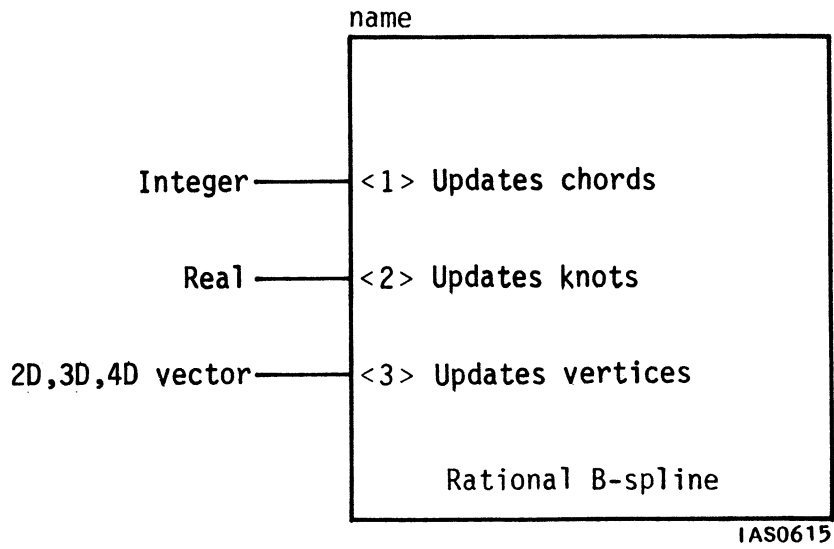 name
Integer <1> Updates chords
Real <2> Updates knots
2D,3D,4D vector <3> Updates vertices
Rational B-spline
IAS0615